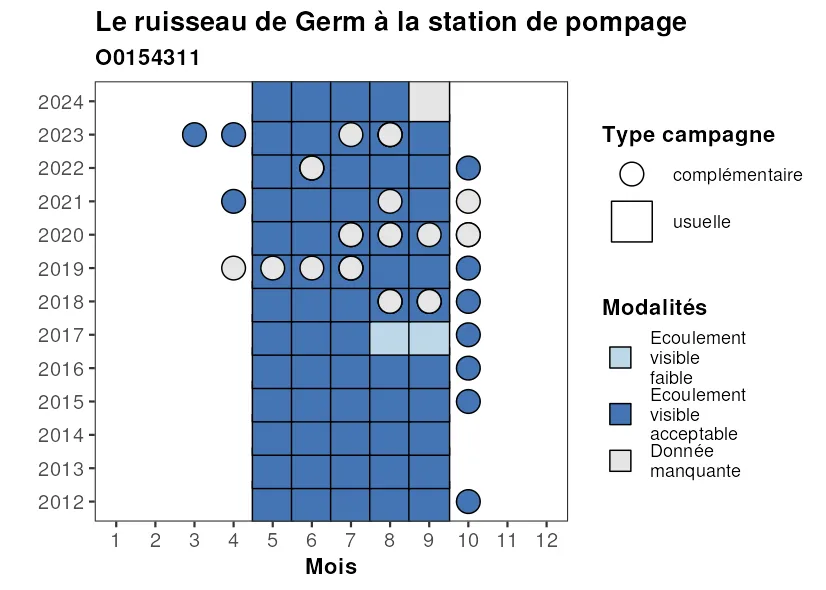 Le ruisseau de Germ à la station de pompage
O0154311
2024
2023
2022
2021
2020
2019
2018
2017
2016
2015
2014
2013
2012
1 2 3 4 5 6 7 8 9 10 11 12
Mois
Type campagne
complémentaire
usuelle
Modalités
Ecoulement
visible
faible
Ecoulement
visible
acceptable
Donnée
manquante